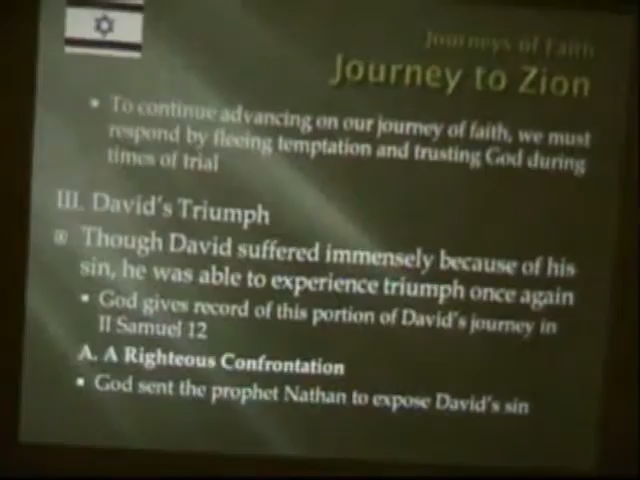 Journeys of Faith
Journey to Zion
To continue advancing on our journey of faith, we must
respond by fleeing temptation and trusting God during
times of trial
III. David's Triumph
Though David suffered immensely because of his
sin, he was able to experience triumph once again
God gives record of this portion of David's journey in
II Samuel 12
A. A Righteous Confrontation
God sent the prophet Nathan to expose David's sin